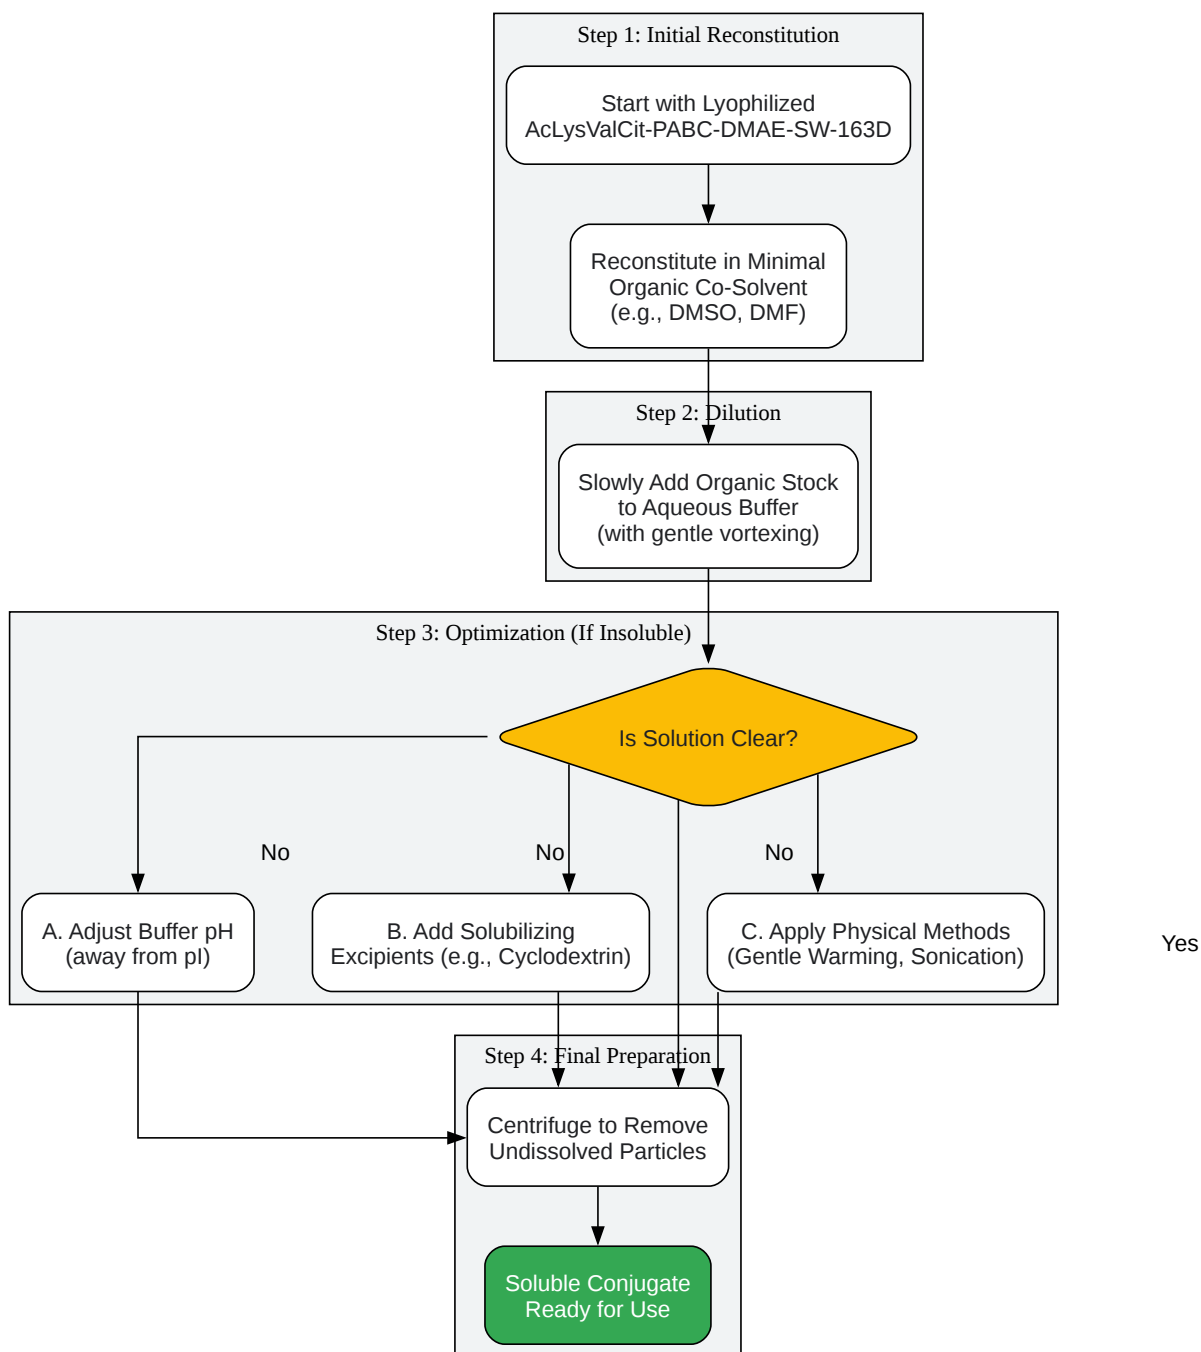 Step 1: Initial Reconstitution
Start with Lyophilized
AcLysValCit-PABC-DMAE-SW-163D
Reconstitute in Minimal
Organic Co-Solvent
(e.g., DMSO, DMF)
Step 2: Dilution
Slowly Add Organic Stock
to Aqueous Buffer
(with gentle vortexing)
Step 3: Optimization (If Insoluble)
Is Solution Clear?
No
No
No
A. Adjust Buffer pH
(away from pI)
B. Add Solubilizing
Excipients (e.g., Cyclodextrin)
C. Apply Physical Methods
(Gentle Warming, Sonication)
Yes
Step 4: Final Preparation
Centrifuge to Remove
Undissolved Particles
Soluble Conjugate
Ready for Use